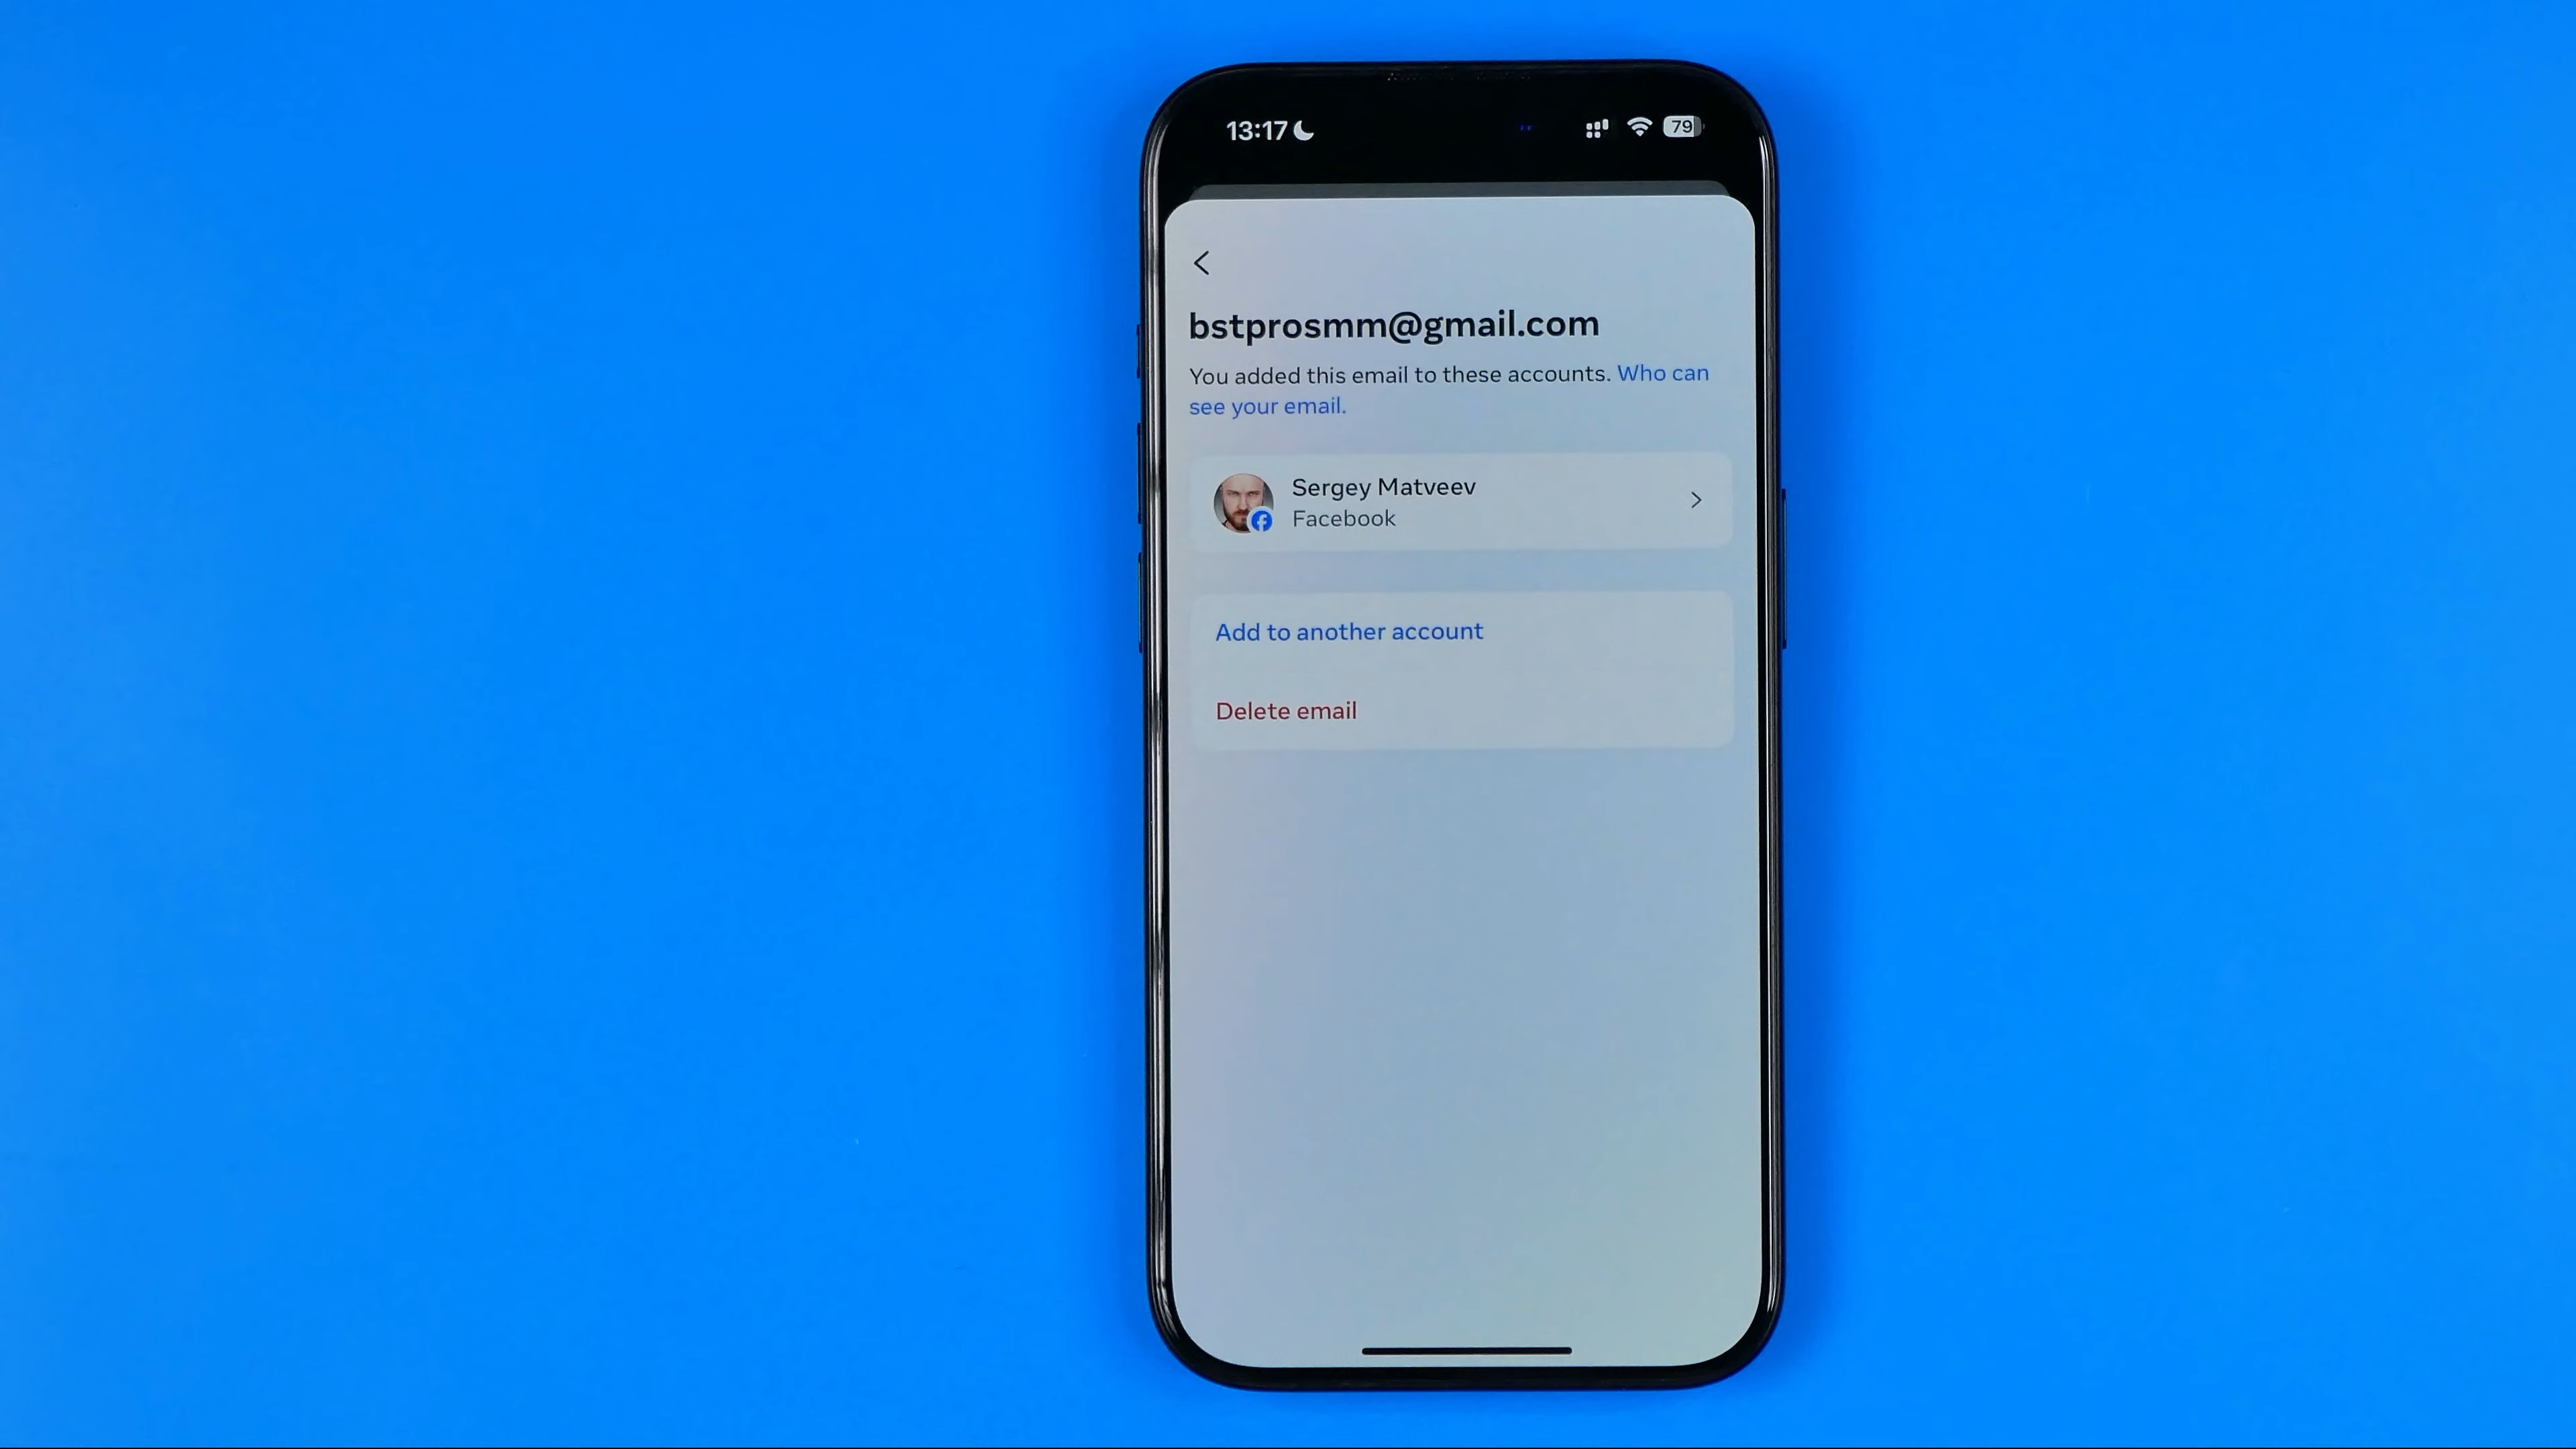 13:17
79
bstprosmm@gmail.com
You added this email to these accounts. Who can
see your email.
Sergey Matveev
Facebook
Add to another account
Delete email